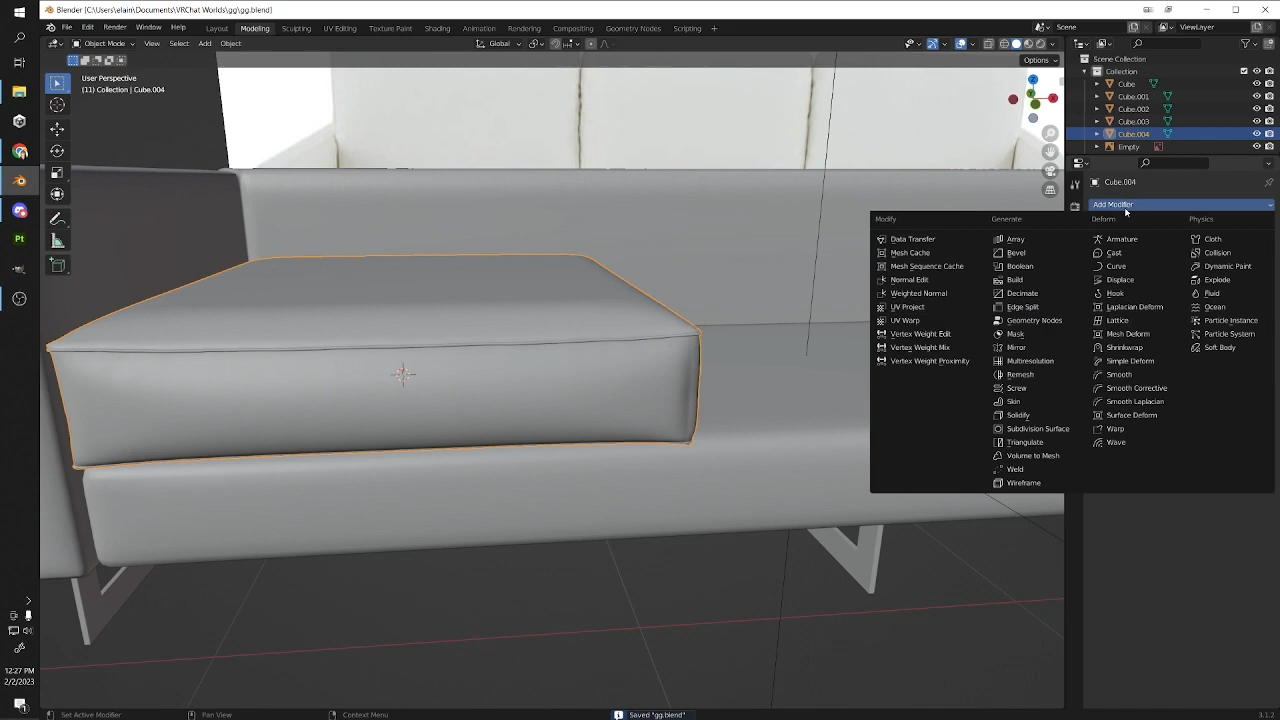 Blender [C:\Users\elain\Documents\VRChat Worlds\gg\gg.blend]
File Edit Render Window Help Layout Modeling Sculpting UV Editing Texture Paint Shading Animation Rendering Compositing Geometry Nodes Scripting + Scene ViewLayer
Object Mode View Select Add Object Global
Options
User Perspective
(11) Collection | Cube.004
Scene Collection
Collection
Cube
Cube.001
Cube.002
Cube.003
Cube.004
Empty
Cube.004
Add Modifier
Modify
Data Transfer
Mesh Cache
Mesh Sequence Cache
Normal Edit
Weighted Normal
UV Project
UV Warp
Vertex Weight Edit
Vertex Weight Mix
Vertex Weight Proximity
Generate
Array
Bevel
Boolean
Build
Decimate
Edge Split
Geometry Nodes
Mask
Mirror
Multiresolution
Remesh
Screw
Skin
Solidify
Subdivision Surface
Triangulate
Volume to Mesh
Weld
Wireframe
Deform
Armature
Cast
Curve
Displace
Hook
Laplacian Deform
Lattice
Mesh Deform
Shrinkwrap
Simple Deform
Smooth
Smooth Corrective
Smooth Laplacian
Surface Deform
Warp
Wave
Physics
Cloth
Collision
Dynamic Paint
Explode
Fluid
Ocean
Particle Instance
Particle System
Soft Body
Z
X
Pt
12:27 PM
2/2/2023
Set Active Modifier Pan View Context Menu Saved "gg.blend" 3.1.2